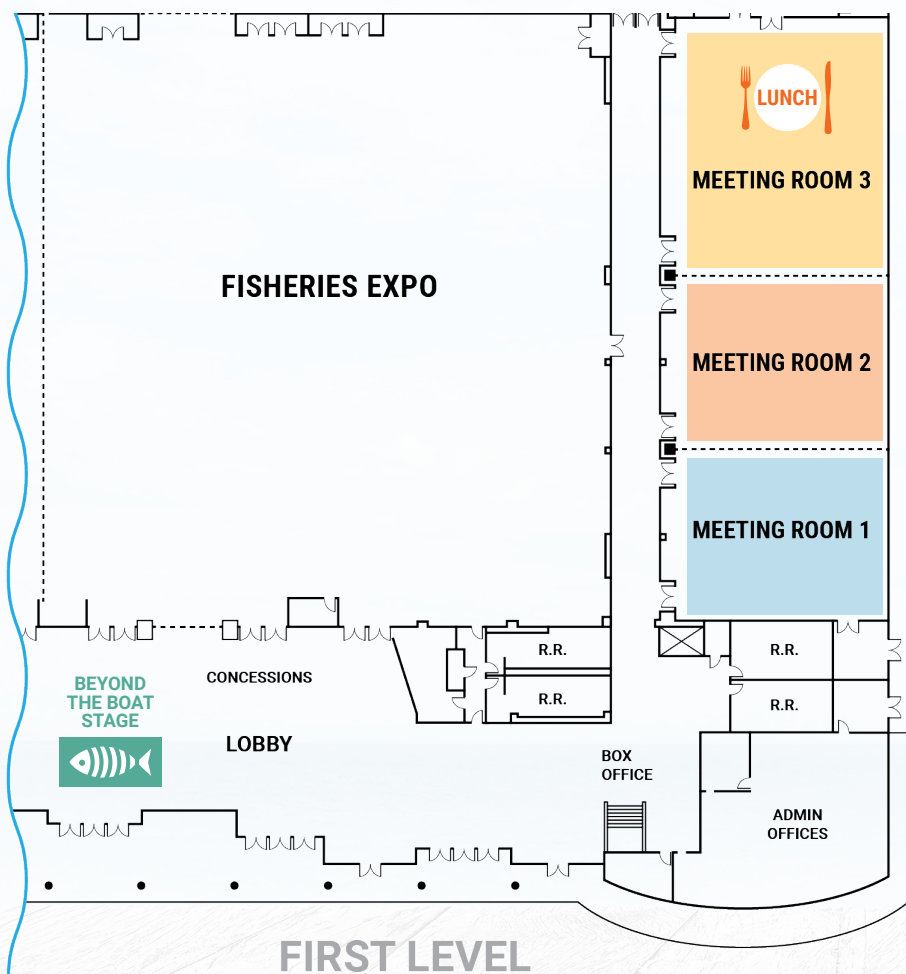 LUNCH
MEETING ROOM 3
FISHERIES EXPO
MEETING ROOM 2
MEETING ROOM 1
R.R.
R.R.
CONCESSIONS
BEYOND
THE BOAT
STAGE
R.R.
R.R.
LOBBY
BOX
OFFICE
ADMIN
OFFICES
FIRST LEVEL